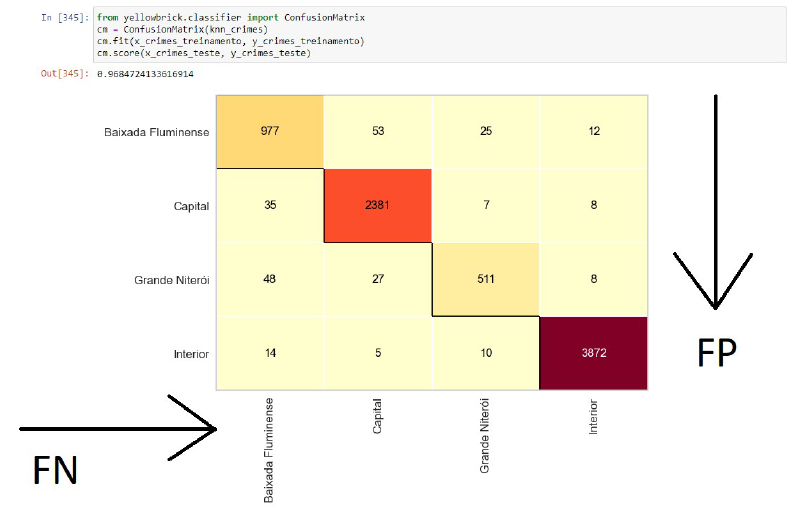 In [345]: from yellowbrick.classifier import ConfusionMatrix
cm = ConfusionMatrix(knn_crimes)
cm.fit(x_crimes_treinamento, y_crimes_treinamento)
cm.score(x_crimes_teste, y_crimes_teste)
Out[345]: 0.9684724133616914
Baixada Fluminense 977 53 25 12
Capital 35 2381 7 8
Grande Niterói 48 27 511 8
Interior 14 5 10 3872
FP
Baixada Fluminense
Capital
Grande Niterói
Interior
FN